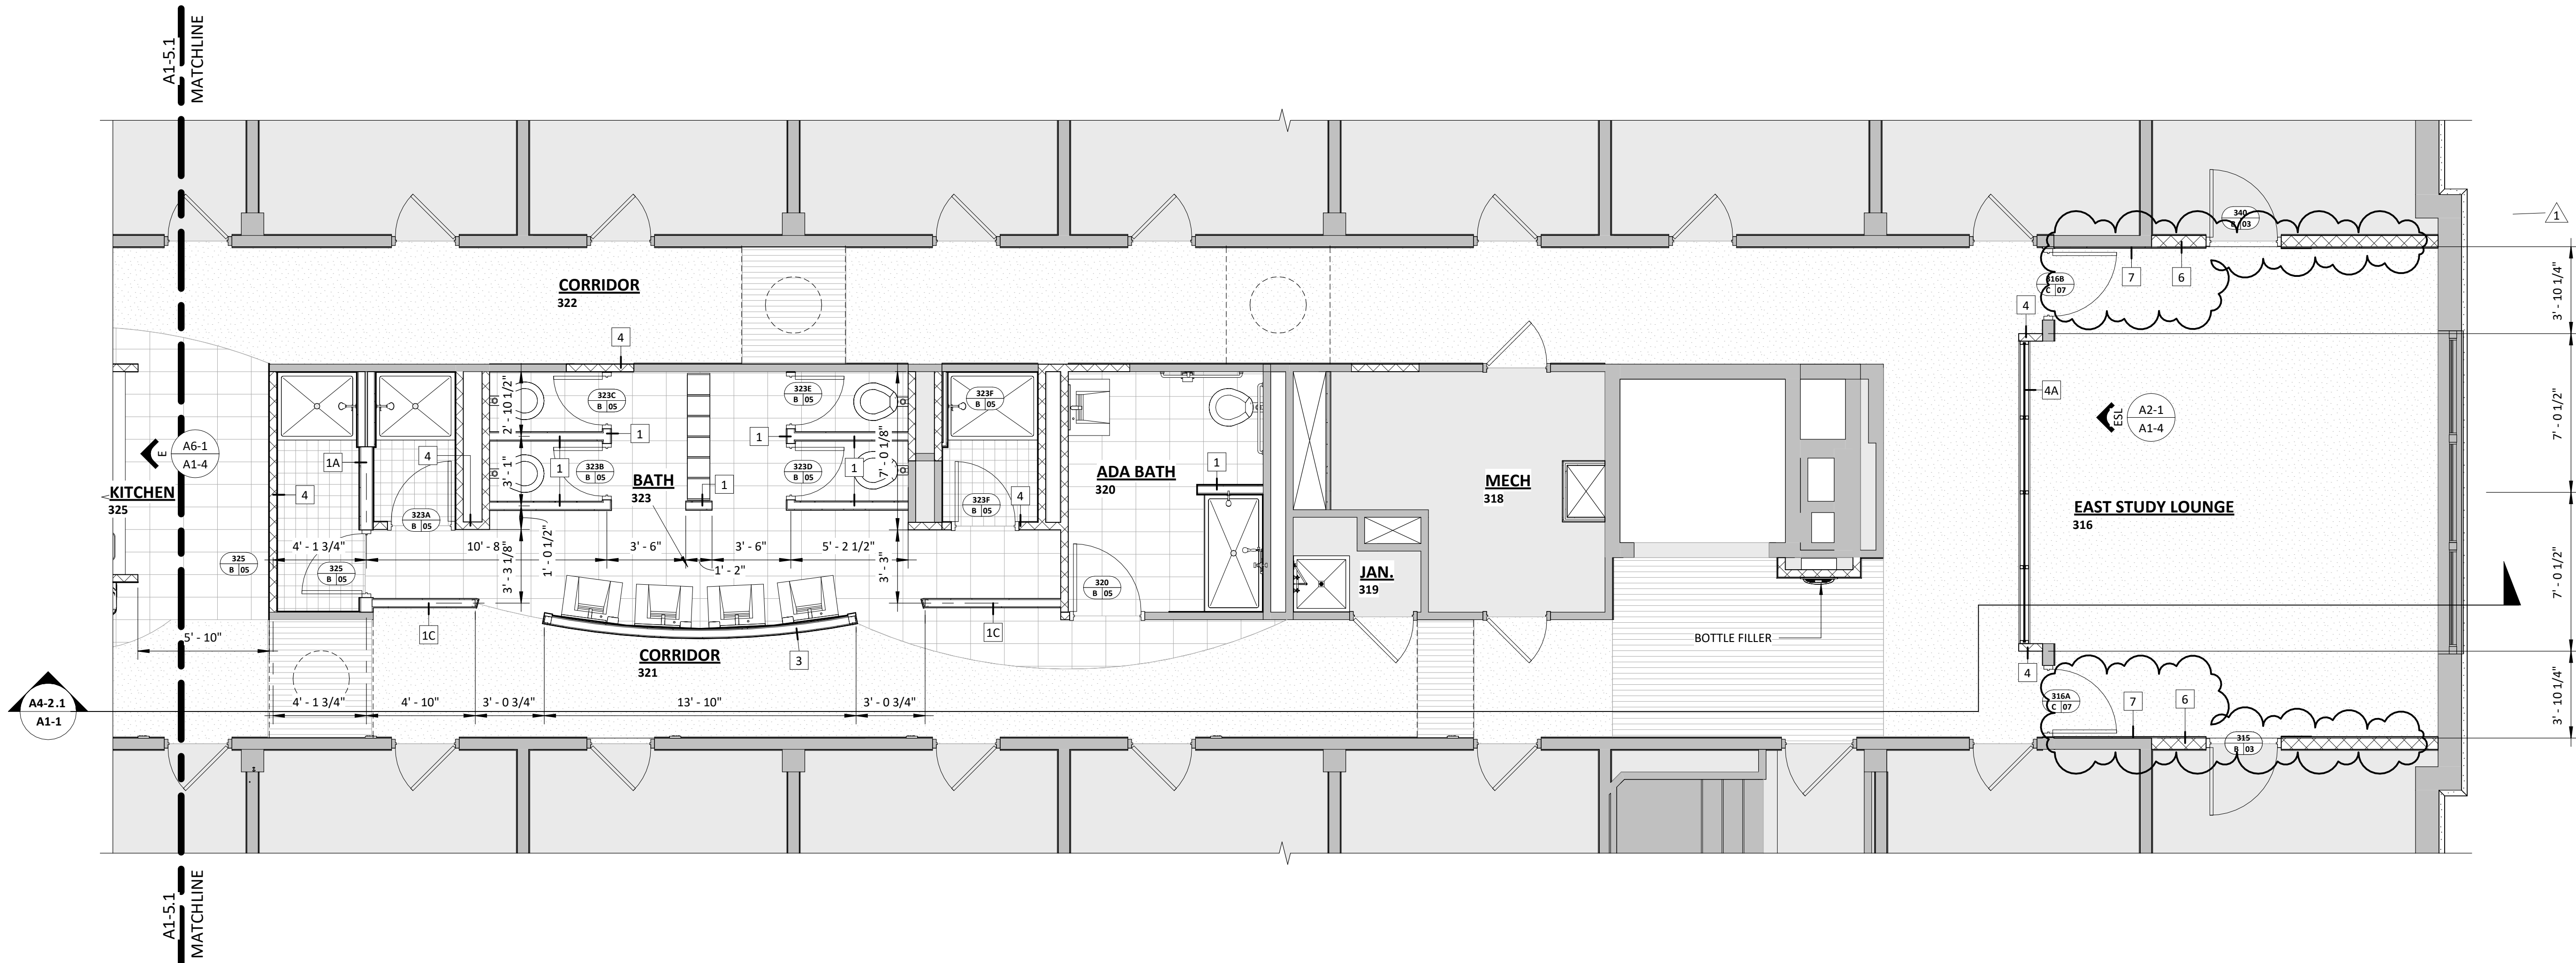 A1-5.1
MATCHLINE
340
B 03
1
CORRIDOR
322
316B
C 07
7
6
3' - 10 1/4"
4
4
2' - 10 1/2"
323C
B 05
323E
B 05
323F
B 05
4A
ESL
A2-1
A1-4
7' - 0 1/2"
E
A6-1
A1-4
1A
4
1
1
7' - 0 1/8"
1
1
3' - 1"
323B
B 05
323D
B 05
BATH
323
1
ADA BATH
320
1
MECH
318
KITCHEN
325
4
323A
B 05
323F
B 05
4
EAST STUDY LOUNGE
316
4' - 1 3/4"
10' - 8
3' - 3 1/8"
1' - 0 1/2"
3' - 6"
1' - 2"
3' - 6"
5' - 2 1/2"
3' - 3"
325
B 05
325
B 05
320
B 05
JAN.
319
7' - 0 1/2"
5' - 10"
1C
1C
BOTTLE FILLER
CORRIDOR
321
3
4
A4-2.1
A1-1
4' - 1 3/4"
4' - 10"
3' - 0 3/4"
13' - 10"
3' - 0 3/4"
316A
C 07
7
6
3' - 10 1/4"
315
B 03
A1-5.1
MATCHLINE